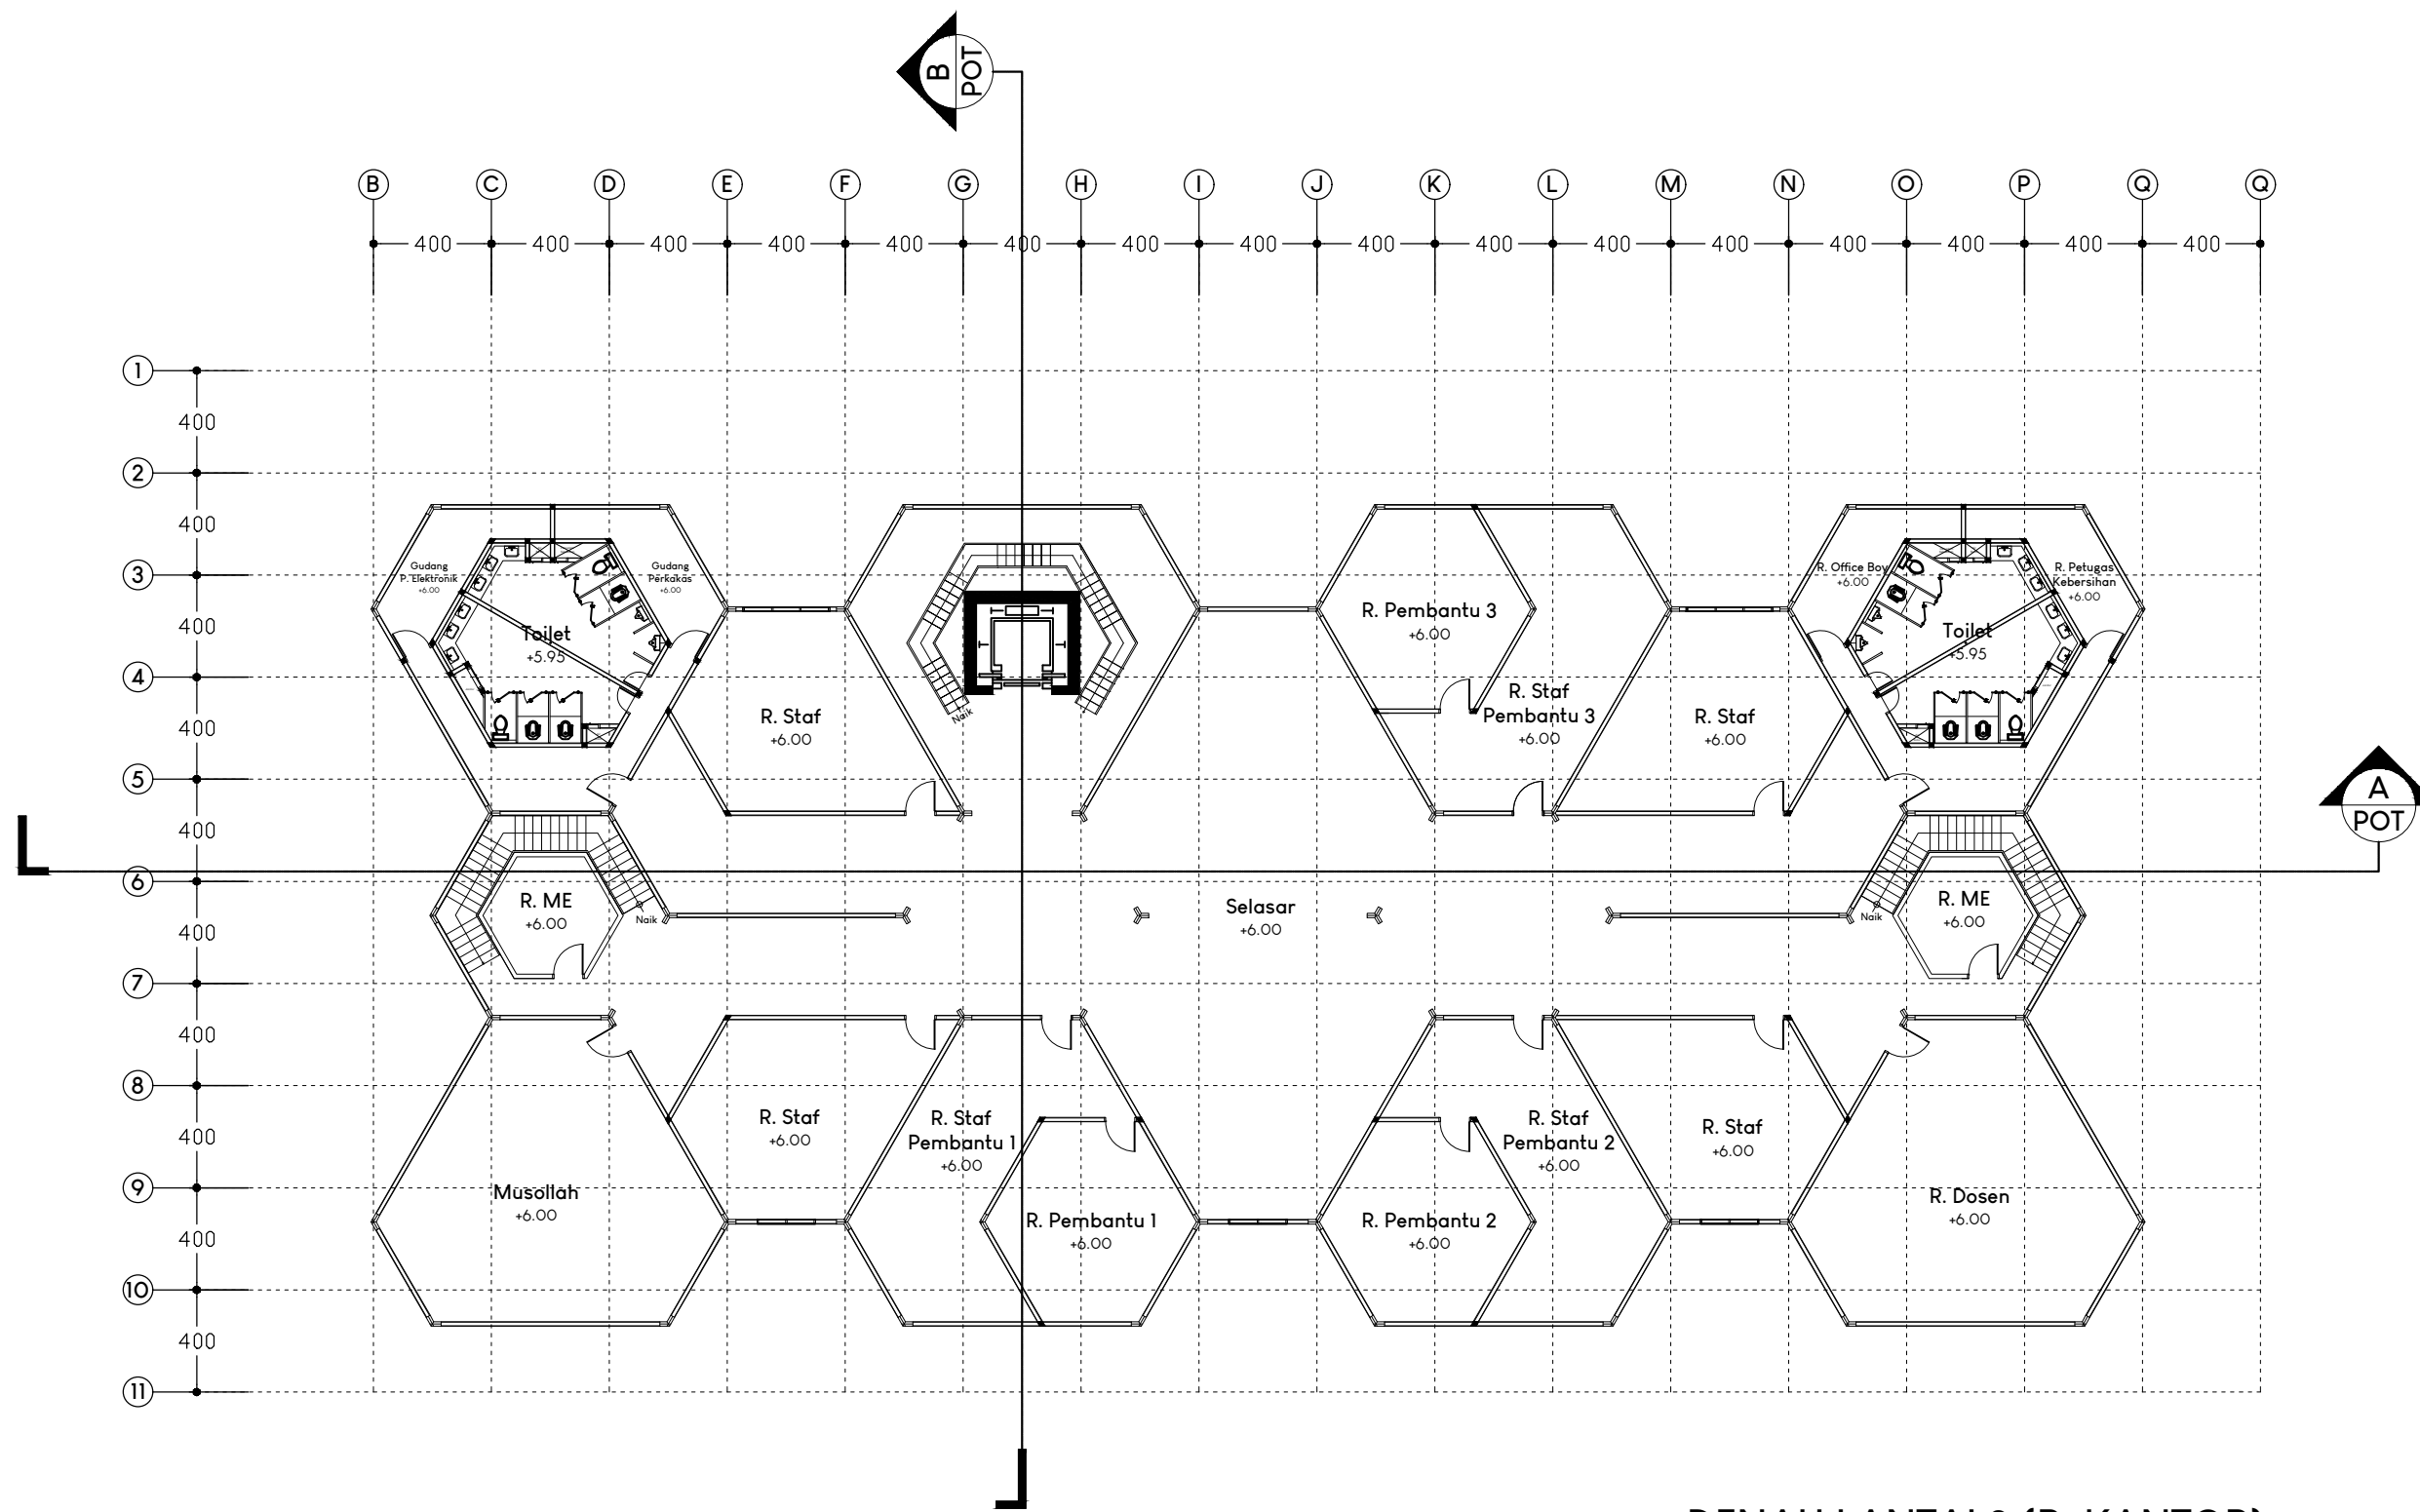 B
POT
B C D E F G H I J K L M N O P Q Q
400 400 400 400 400 400 400 400 400 400 400 400 400 400 400 400
1
400
2
400
3
400
4
400
5
400
6
400
7
400
8
400
9
400
10
400
11
Gudang
P. Elektronik
+6.00
Gudang
Perkakas
+6.00
Toilet
+5.95
R. Staf
+6.00
Naik
R. Pembantu 3
+6.00
R. Staf
Pembantu 3
+6.00
R. Staf
+6.00
R. Office Boy
+6.00
Toilet
+5.95
R. Petugas
Kebersihan
+6.00
A
POT
R. ME
+6.00
Naik
Selasar
+6.00
Naik
R. ME
+6.00
Musollah
+6.00
R. Staf
+6.00
R. Staf
Pembantu 1
+6.00
R. Pembantu 1
+6.00
R. Pembantu 2
+6.00
R. Staf
Pembantu 2
+6.00
R. Staf
+6.00
R. Dosen
+6.00